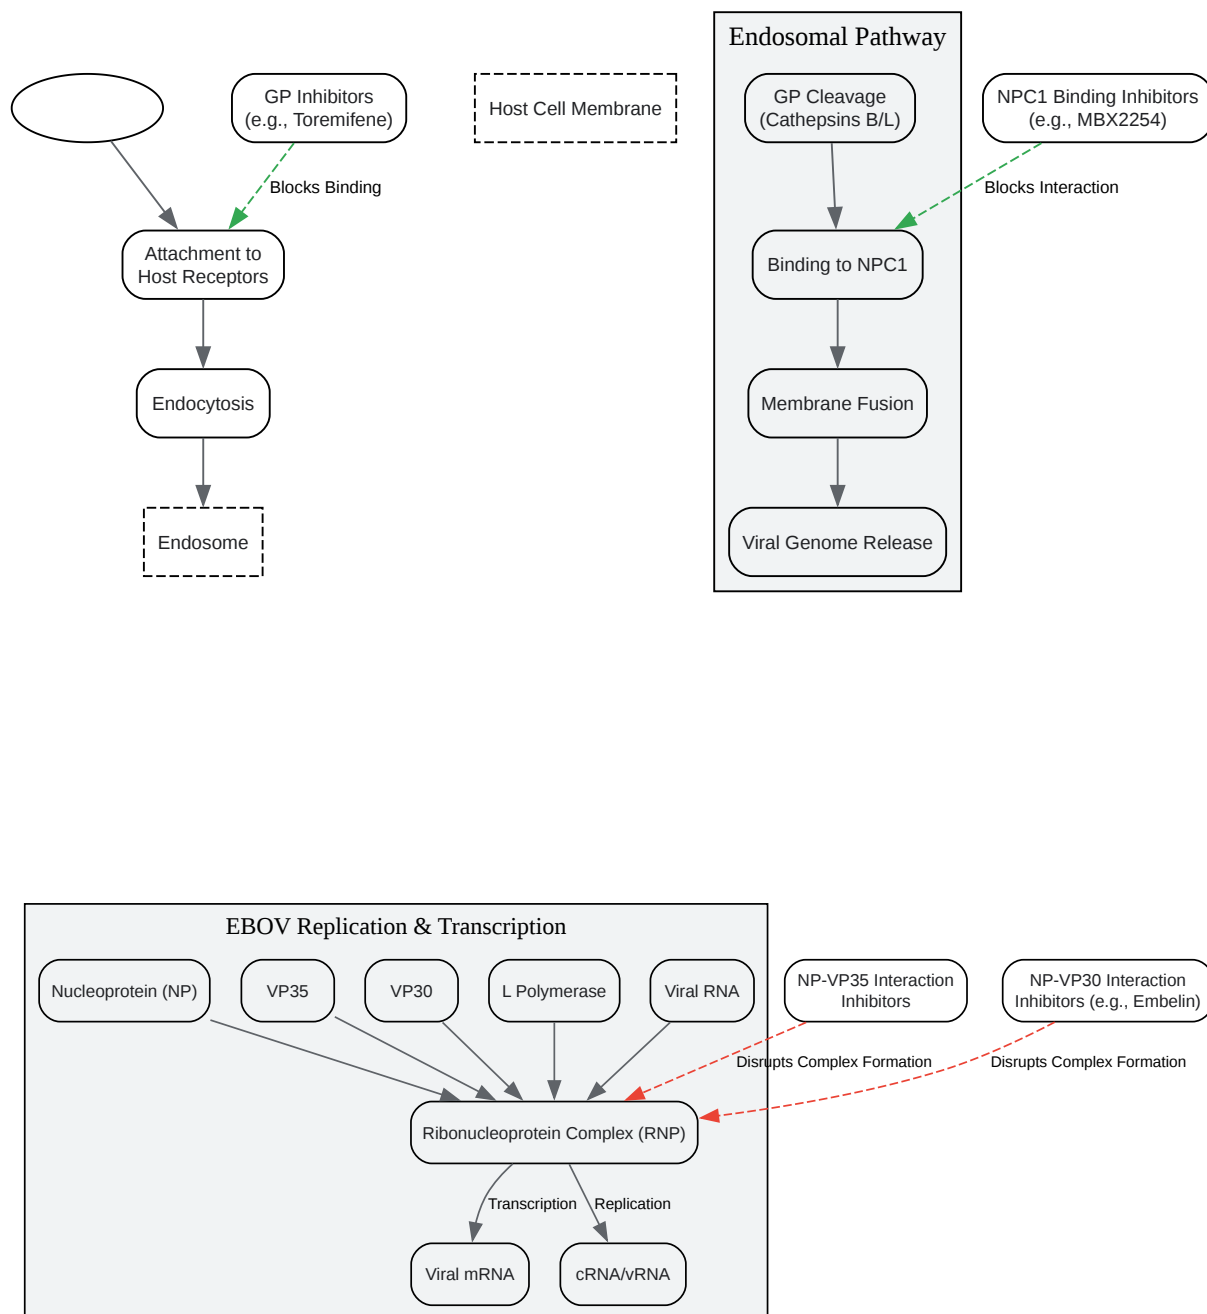 Endosomal Pathway
GP Inhibitors
(e.g., Toremifene)
Host Cell Membrane
GP Cleavage
(Cathepsins B/L)
NPC1 Binding Inhibitors
(e.g., MBX2254)
Blocks Binding
Blocks Interaction
Attachment to
Host Receptors
Binding to NPC1
Endocytosis
Membrane Fusion
Endosome
Viral Genome Release
EBOV Replication & Transcription
Nucleoprotein (NP)
VP35
VP30
L Polymerase
Viral RNA
NP-VP35 Interaction
Inhibitors
NP-VP30 Interaction
Inhibitors (e.g., Embelin)
Disrupts Complex Formation
Disrupts Complex Formation
Ribonucleoprotein Complex (RNP)
Transcription
Replication
Viral mRNA
cRNA/vRNA